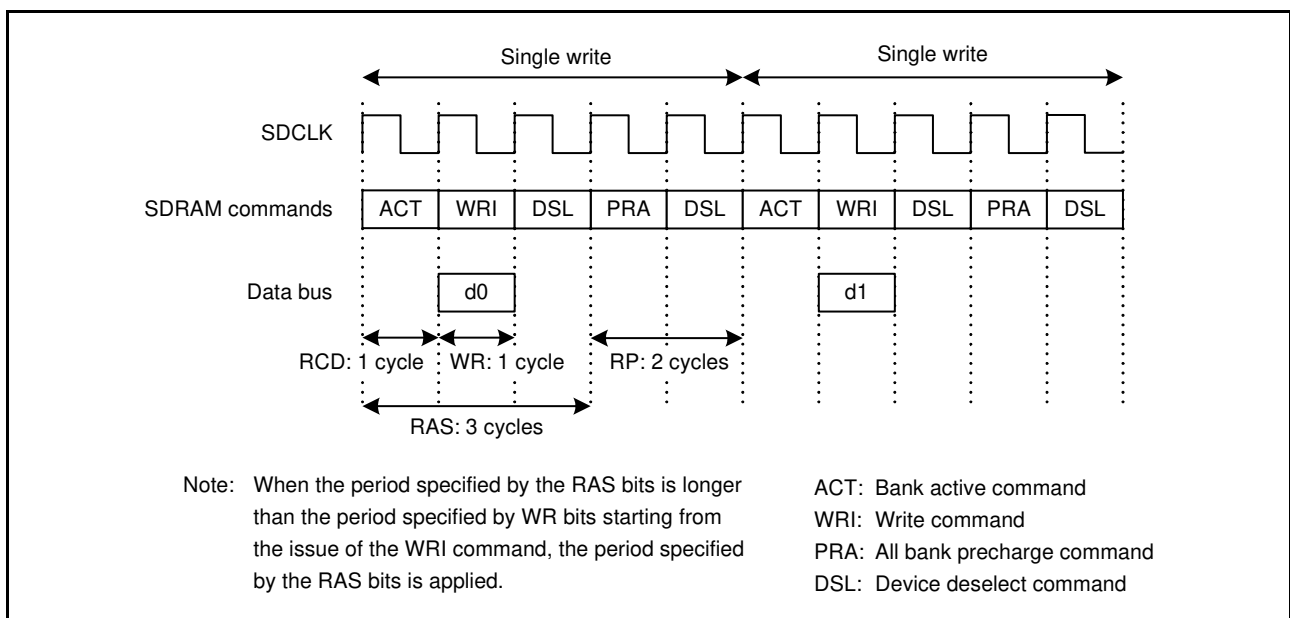 Single write Single write
SDCLK
SDRAM commands ACT WRI DSL PRA DSL ACT WRI DSL PRA DSL
Data bus d0 d1
RCD: 1 cycle WR: 1 cycle RP: 2 cycles
RAS: 3 cycles
Note: When the period specified by the RAS bits is longer
than the period specified by WR bits starting from
the issue of the WRI command, the period specified
by the RAS bits is applied.
ACT: Bank active command
WRI: Write command
PRA: All bank precharge command
DSL: Device deselect command